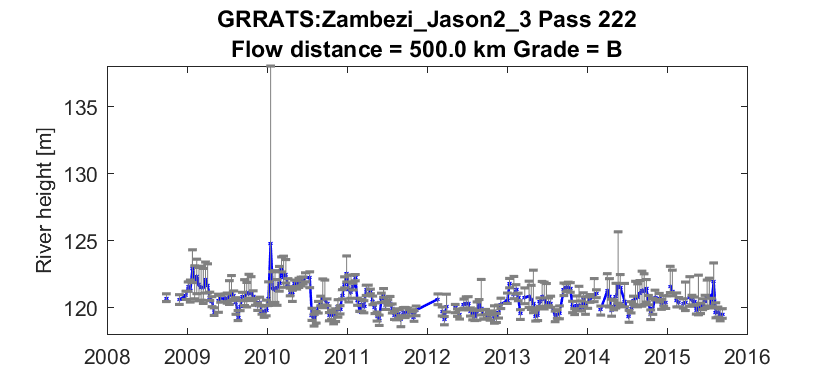 GRRATS:Zambezi_Jason2_3 Pass 222
Flow distance = 500.0 km Grade = B
River height [m]
135
130
125
120
2008 2009 2010 2011 2012 2013 2014 2015 2016